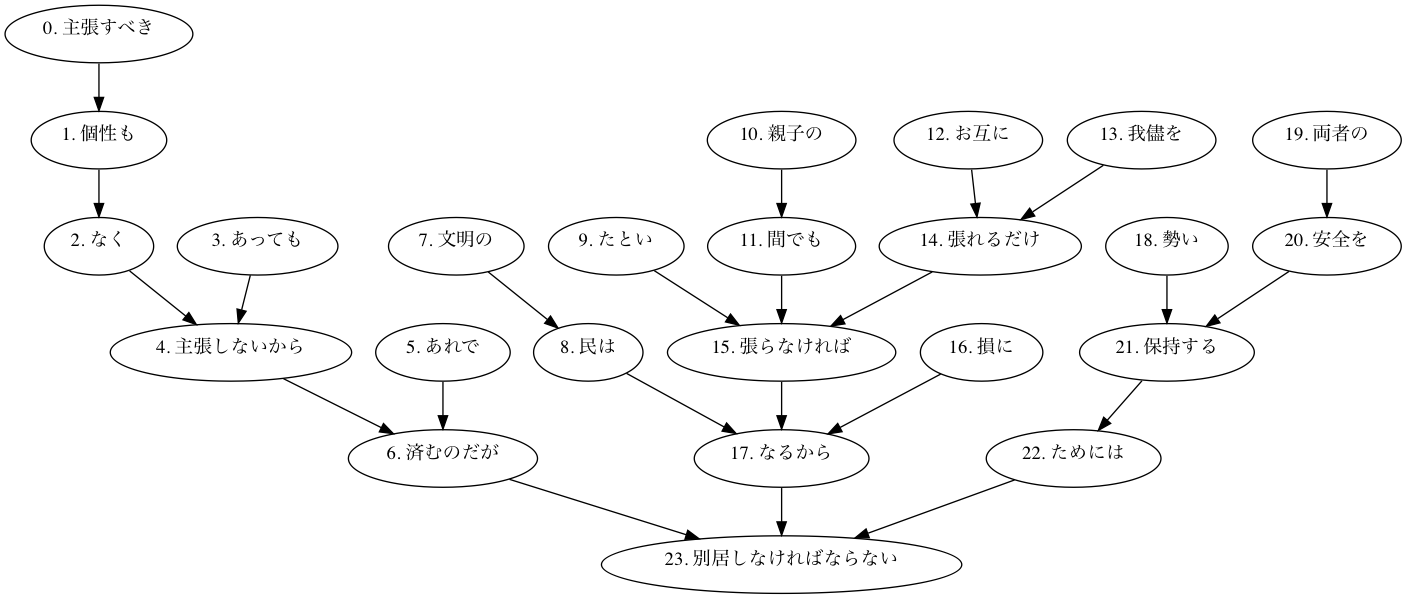 0. 主張すべき
1. 個性も
10. 親子の
12. お互に
13. 我儘を
19. 両者の
2. なく
3. あっても
7. 文明の
9. たとい
11. 間でも
14. 張れるだけ
18. 勢い
20. 安全を
4. 主張しないから
5. あれで
8. 民は
15. 張らなければ
16. 損に
21. 保持する
6. 済むのだが
17. なるから
22. ためには
23. 別居しなければならない